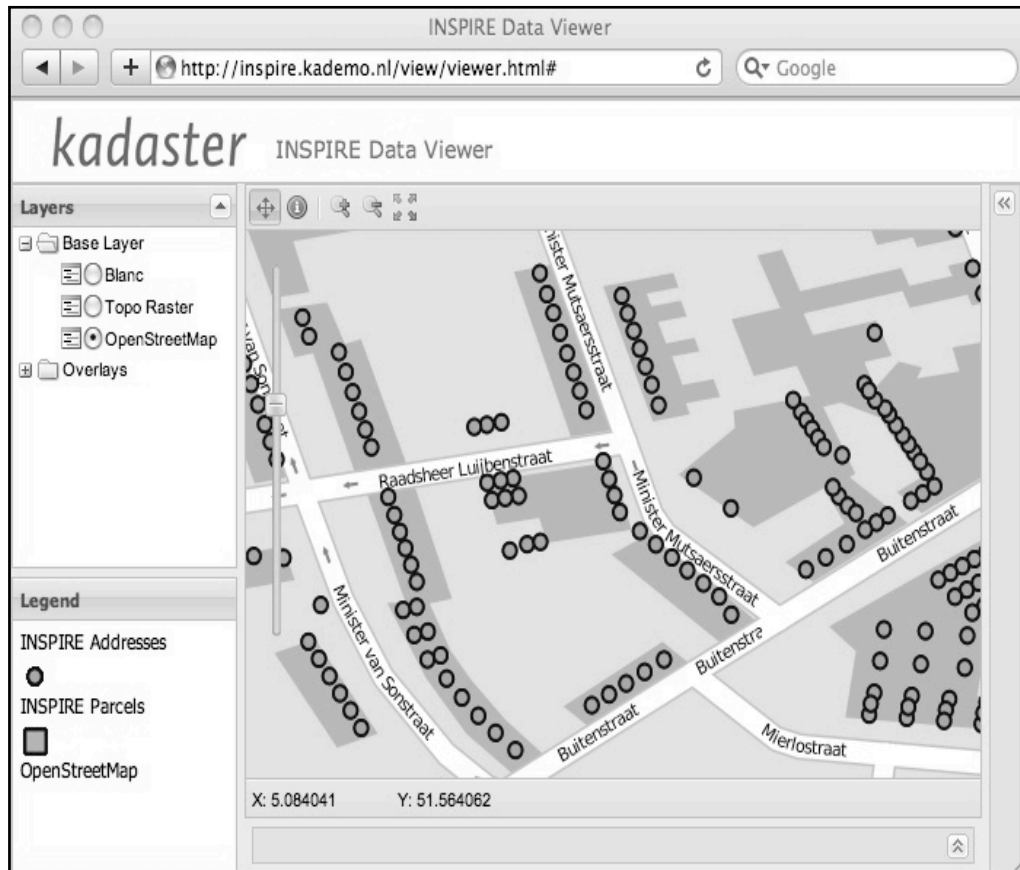 INSPIRE Data Viewer
http://inspire.kademo.nl/view/viewer.html#
Google
kadaster INSPIRE Data Viewer
Layers
Base Layer
Blanc
Topo Raster
OpenStreetMap
Overlays
Legend
INSPIRE Addresses
INSPIRE Parcels
OpenStreetMap
van
Minister Mutsaersstraat
Raadsheer Luijbenstraat
Minister Mutsaersstraat
Buitenstraat
Minister van Sonstraat
Buitenstra
Buitenstraat
Mierlostraat
X: 5.084041 Y: 51.564062